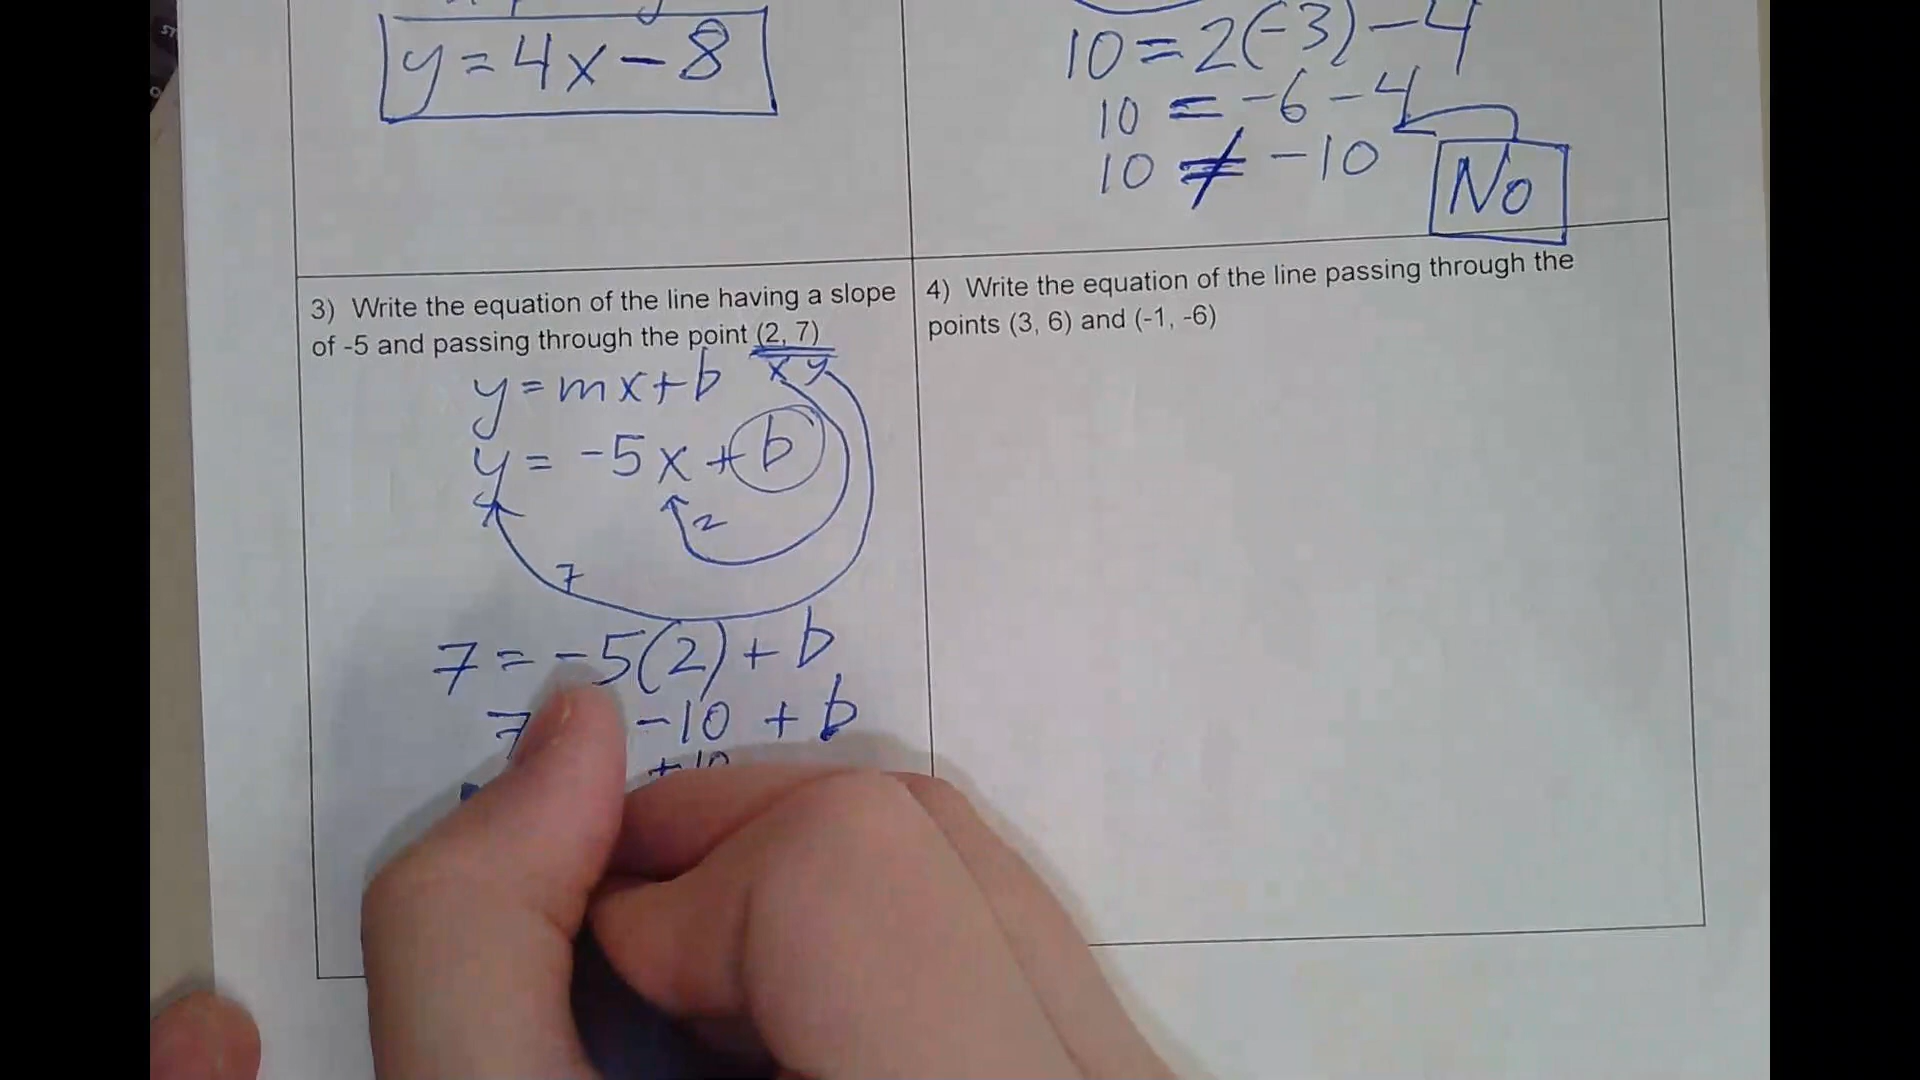 y = 4x - 8
10 = 2(-3) - 4
10 = -6 - 4
10 ≠ -10
No
3) Write the equation of the line having a slope
of -5 and passing through the point (2, 7)
x y
y = mx + b
y = -5x + b
2
7
7 = -5(2) + b
7 -10 + b
+10
4) Write the equation of the line passing through the
points (3, 6) and (-1, -6)